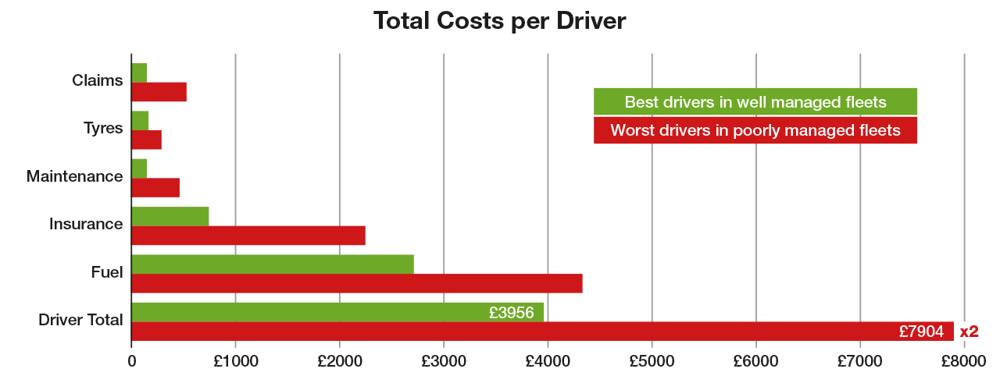 Total Costs per Driver
Claims
Best drivers in well managed fleets
Tyres
Worst drivers in poorly managed fleets
Maintenance
Insurance
Fuel
Driver Total
£3956
£7904 x2
0 £1000 £2000 £3000 £4000 £5000 £6000 £7000 £8000